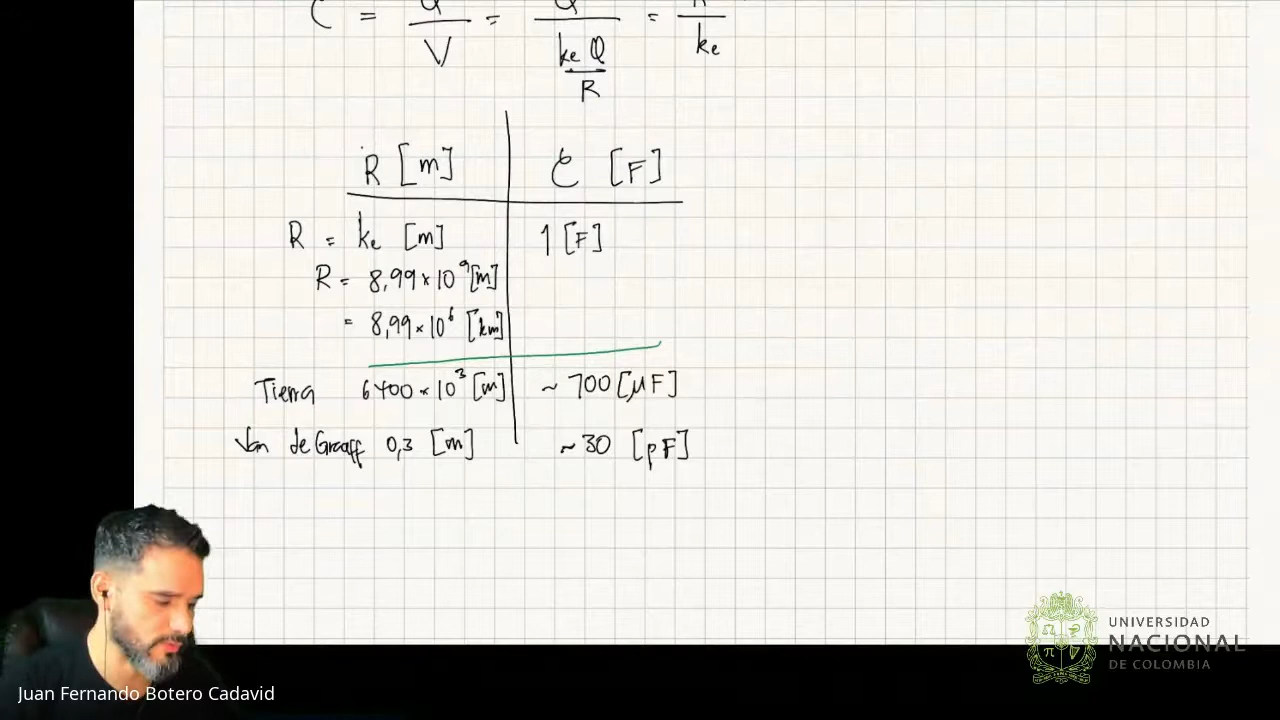 C = Q / V = Q / (ke Q / R) = R / ke
R [m] C [F]
R = ke [m] 1 [F]
R = 8,99 × 10⁹ [m]
= 8,99 × 10⁶ [km]
Tierra 6400 × 10³ [m] ~ 700 [μF]
Van de Graaff 0,3 [m] ~ 30 [pF]
UNIVERSIDAD
NACIONAL
DE COLOMBIA
Juan Fernando Botero Cadavid